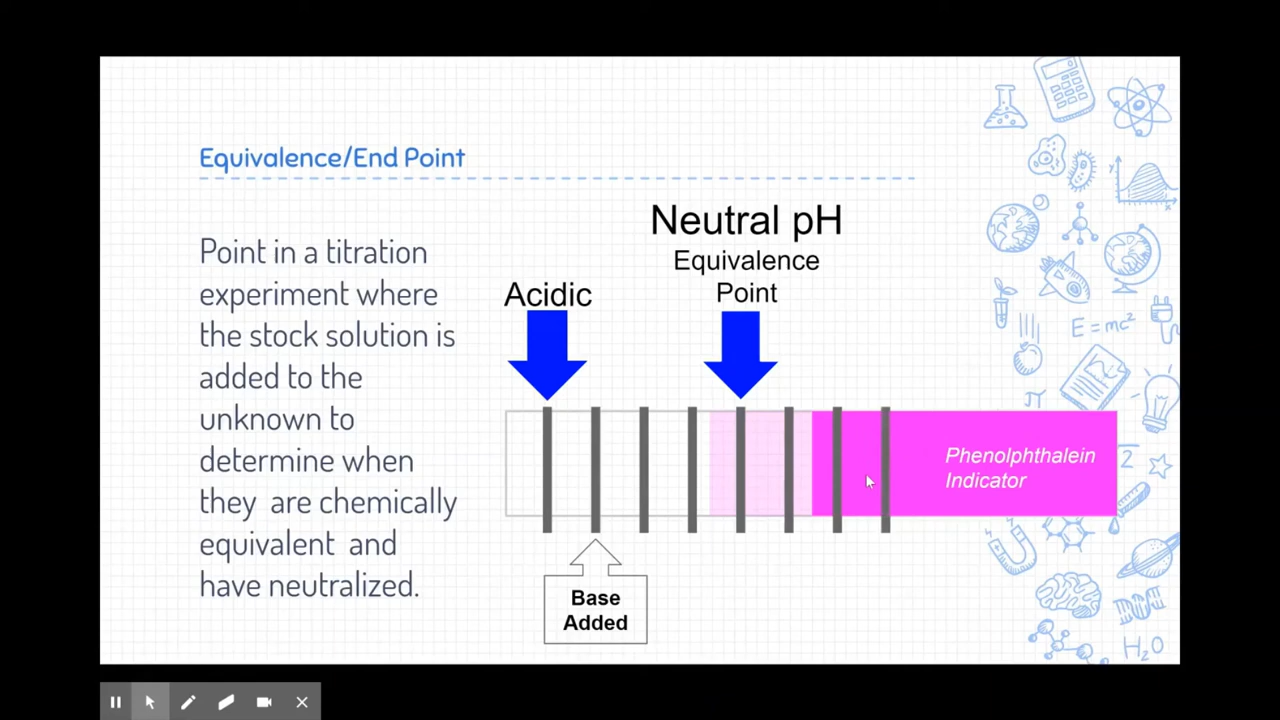 Equivalence/End Point
Point in a titration
experiment where
the stock solution is
added to the
unknown to
determine when
they are chemically
equivalent and
have neutralized.
Neutral pH
Equivalence
Point
Acidic
Phenolphthalein
Indicator
Base
Added
E=mc²
π
√2
H₂O
y
x